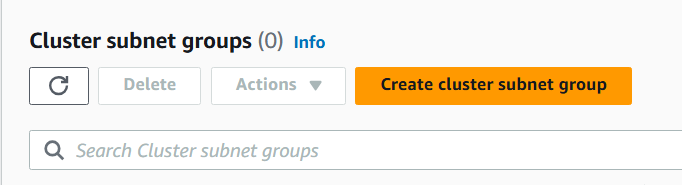 Cluster subnet groups (0) Info
Delete Actions Create cluster subnet group
Search Cluster subnet groups